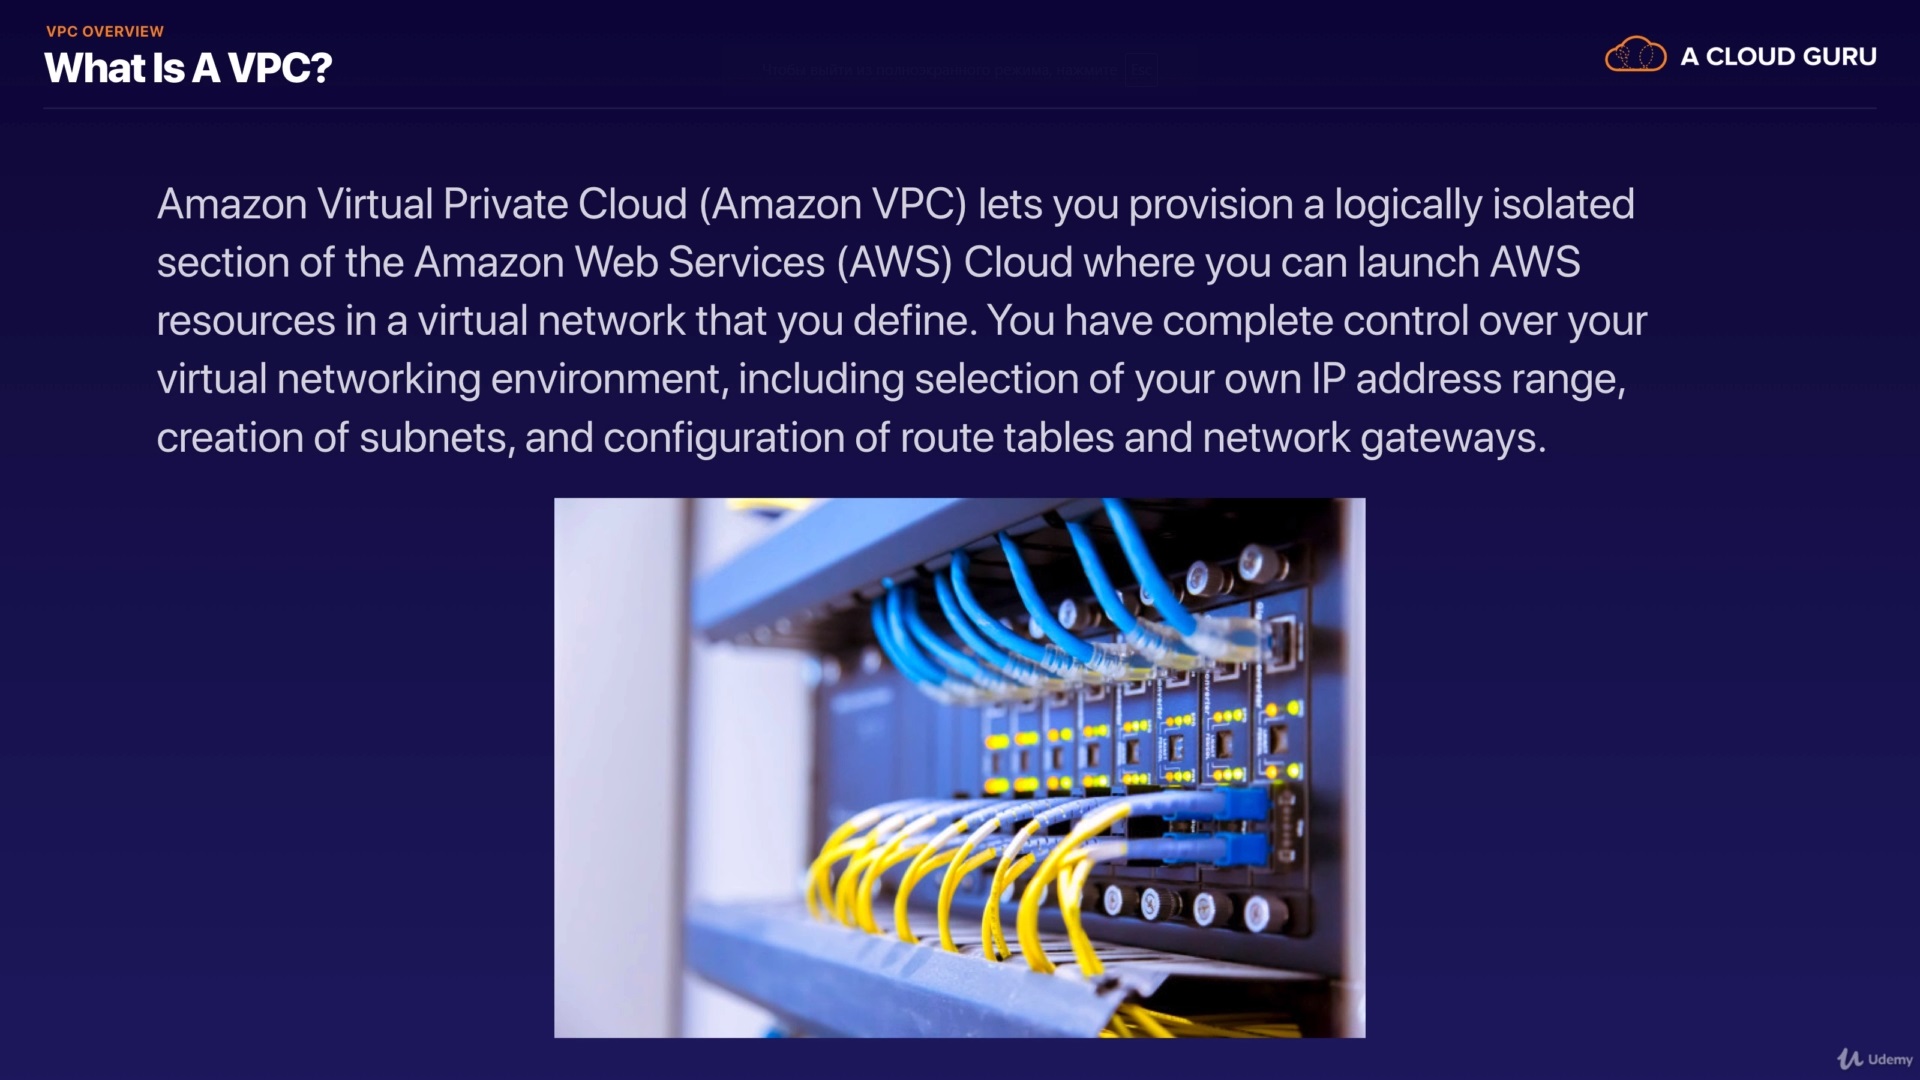 VPC OVERVIEW
What Is A VPC?
A CLOUD GURU
Amazon Virtual Private Cloud (Amazon VPC) lets you provision a logically isolated
section of the Amazon Web Services (AWS) Cloud where you can launch AWS
resources in a virtual network that you define. You have complete control over your
virtual networking environment, including selection of your own IP address range,
creation of subnets, and configuration of route tables and network gateways.
Udemy